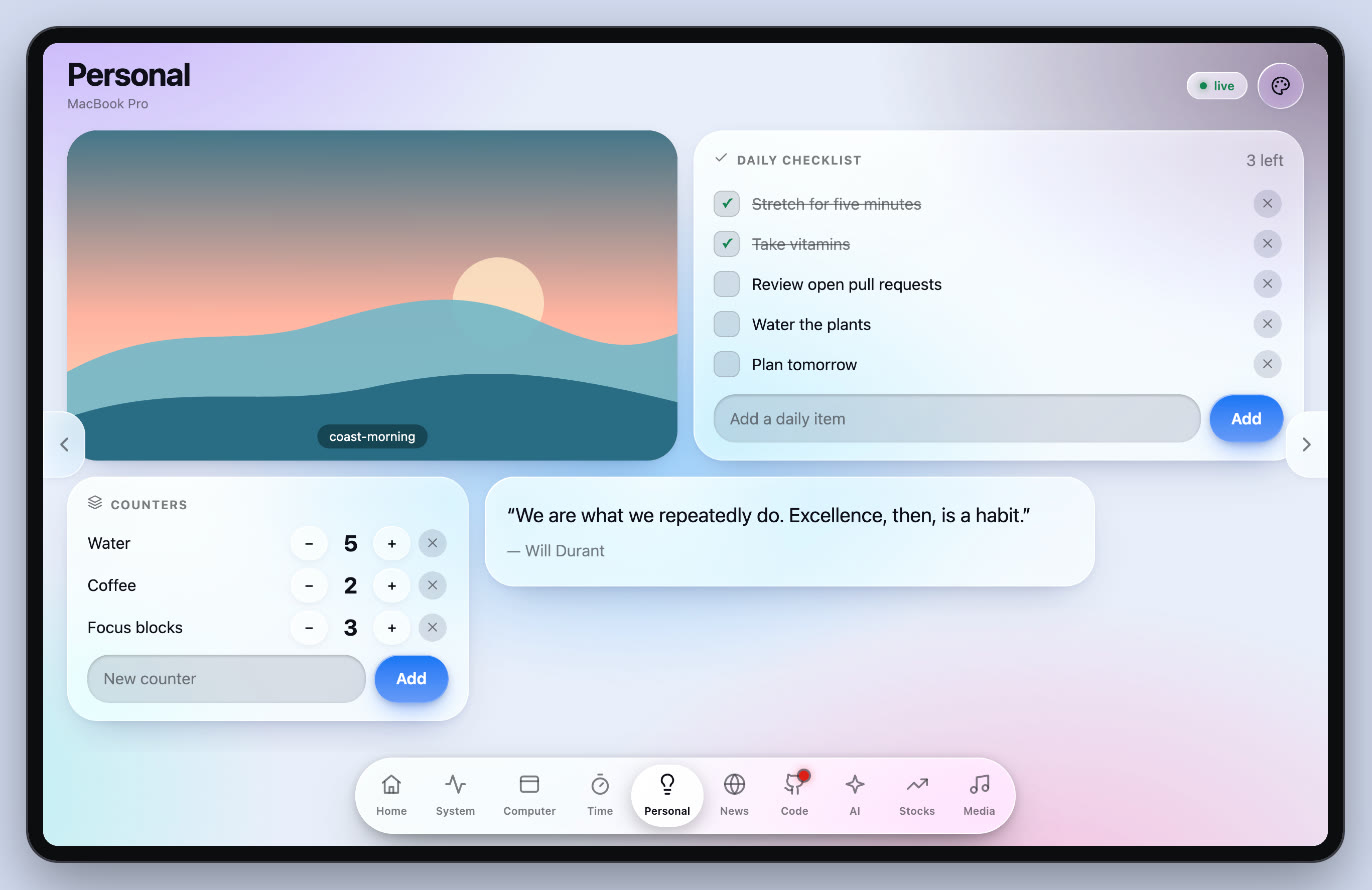 Personal
MacBook Pro
live
coast-morning
DAILY CHECKLIST
3 left
Stretch for five minutes
Take vitamins
Review open pull requests
Water the plants
Plan tomorrow
Add a daily item
Add
COUNTERS
Water
5
Coffee
2
Focus blocks
3
New counter
Add
“We are what we repeatedly do. Excellence, then, is a habit.”
— Will Durant
Home
System
Computer
Time
Personal
News
Code
AI
Stocks
Media